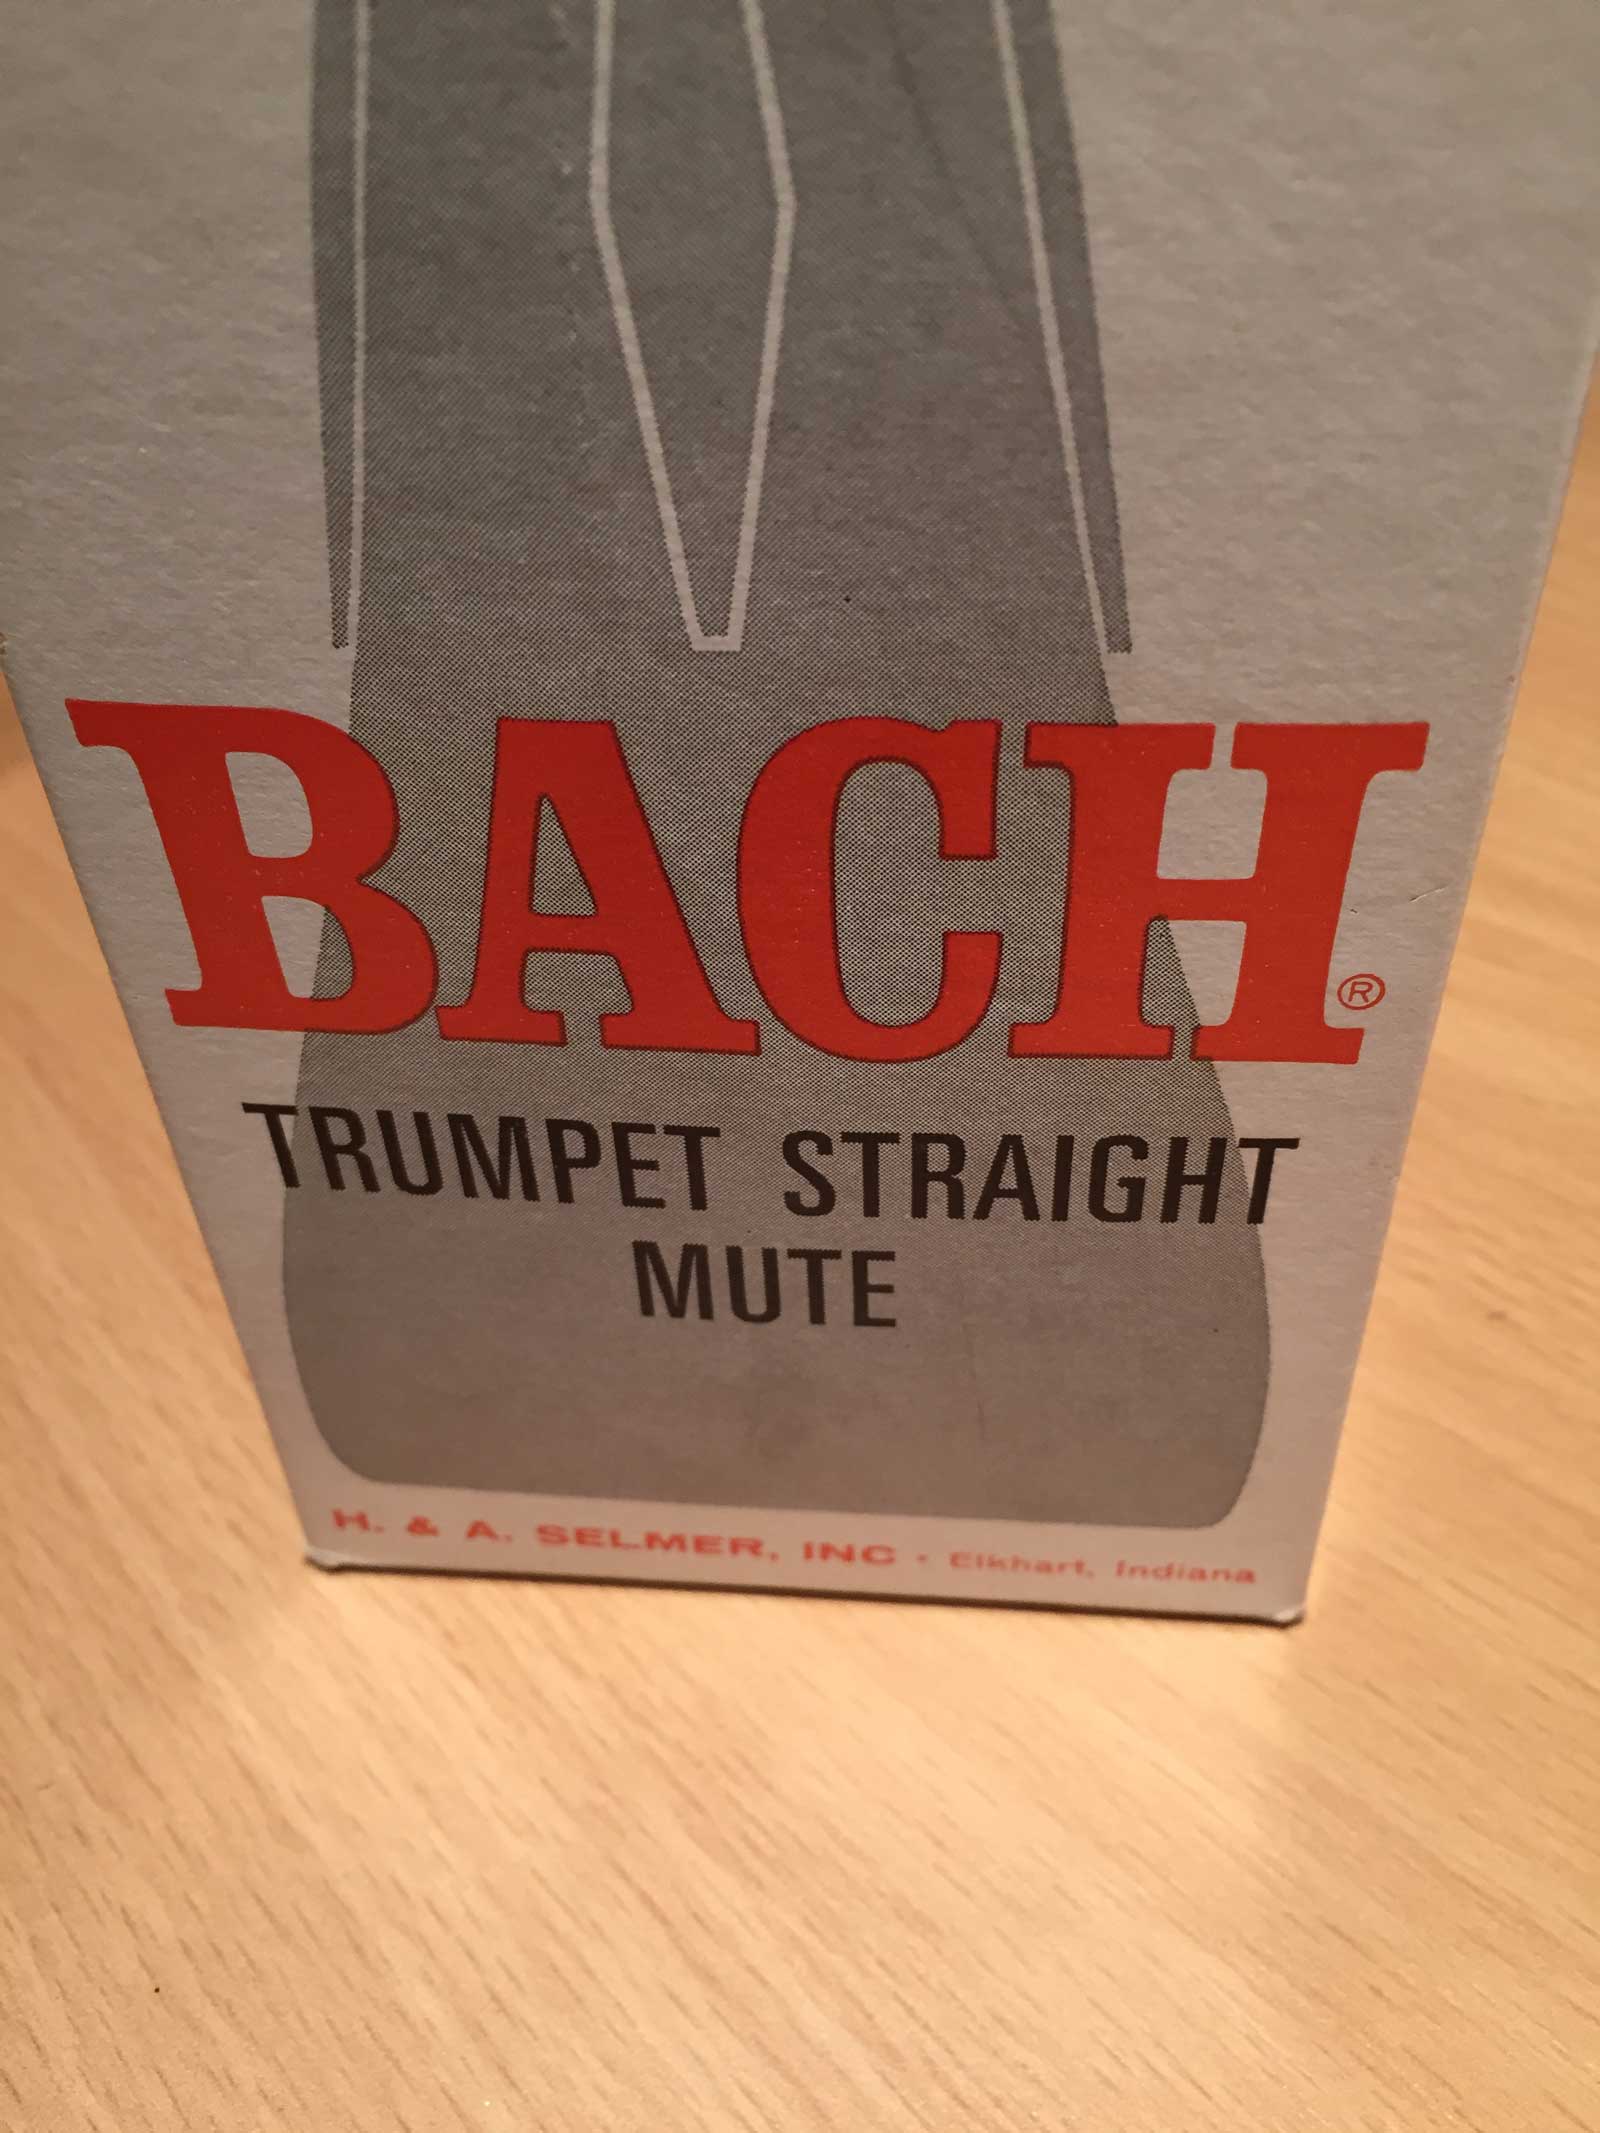 BACH®
TRUMPET STRAIGHT
MUTE
H. & A. SELMER, INC · Elkhart, Indiana